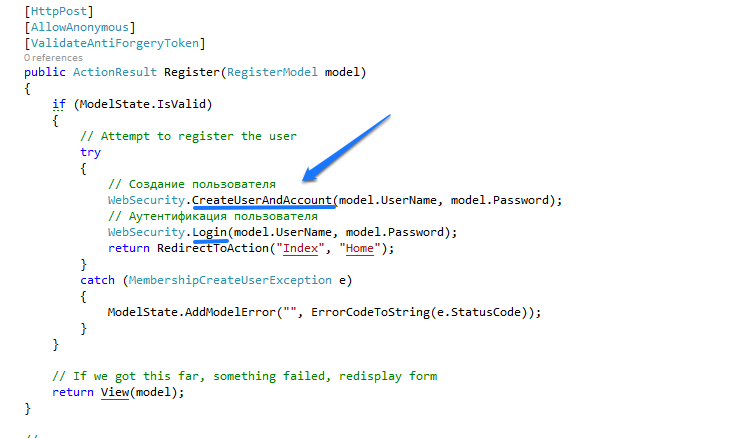 [HttpPost]
[AllowAnonymous]
[ValidateAntiForgeryToken]
0 references
public ActionResult Register(RegisterModel model)
{
if (ModelState.IsValid)
{
// Attempt to register the user
try
{
// Создание пользователя
WebSecurity.CreateUserAndAccount(model.UserName, model.Password);
// Аутентификация пользователя
WebSecurity.Login(model.UserName, model.Password);
return RedirectToAction("Index", "Home");
}
catch (MembershipCreateUserException e)
{
ModelState.AddModelError("", ErrorCodeToString(e.StatusCode));
}
}
// If we got this far, something failed, redisplay form
return View(model);
}
//